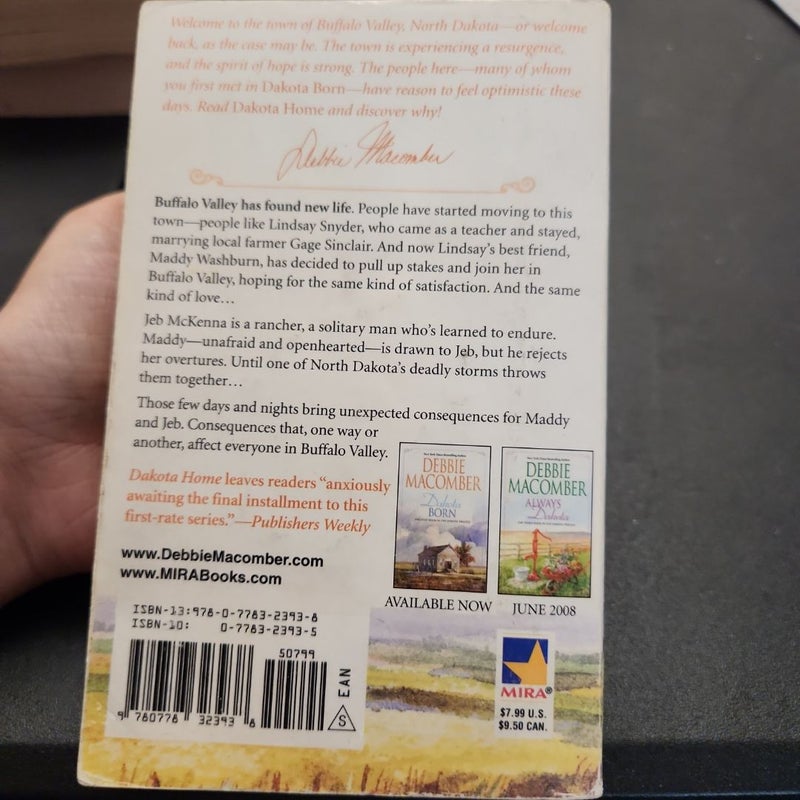 Welcome to the town of Buffalo Valley, North Dakota—or welcome
back, as the case may be. The town is experiencing a resurgence,
and the spirit of hope is strong. The people here—many of whom
you first met in Dakota Born—have reason to feel optimistic these
days. Read Dakota Home and discover why!
Debbie Macomber
Buffalo Valley has found new life. People have started moving to this
town—people like Lindsay Snyder, who came as a teacher and stayed,
marrying local farmer Gage Sinclair. And now Lindsay's best friend,
Maddy Washburn, has decided to pull up stakes and join her in
Buffalo Valley, hoping for the same kind of satisfaction. And the same
kind of love...
Jeb McKenna is a rancher, a solitary man who's learned to endure.
Maddy—unafraid and openhearted—is drawn to Jeb, but he rejects
her overtures. Until one of North Dakota's deadly storms throws
them together...
Those few days and nights bring unexpected consequences for Maddy
and Jeb. Consequences that, one way or
another, affect everyone in Buffalo Valley.
Dakota Home leaves readers "anxiously
awaiting the final installment to this
first-rate series."—Publishers Weekly
www.DebbieMacomber.com
www.MIRABooks.com
DEBBIE
MACOMBER
Dakota
BORN
AVAILABLE NOW
DEBBIE
MACOMBER
ALWAYS
Dakota
JUNE 2008
ISBN-13:978-0-7783-2393-8
ISBN-10: 0-7783-2393-5
50799
9 780778 323938
EAN
S
MIRA®
$7.99 U.S.
$9.50 CAN.